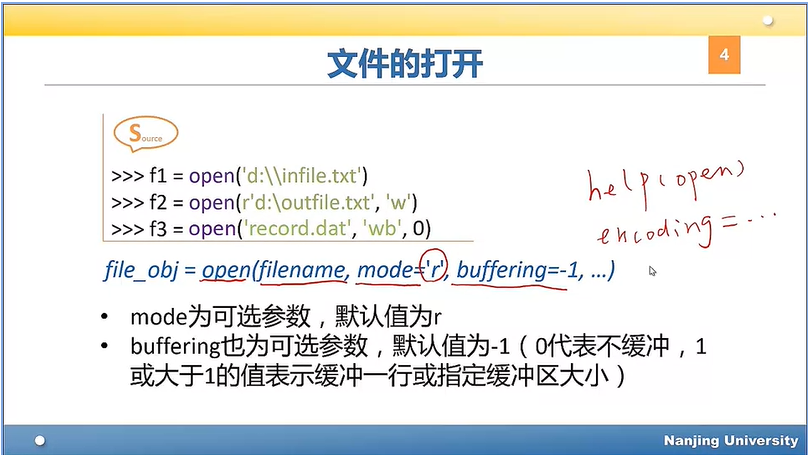 文件的打开
4
Source
>>> f1 = open('d:\\infile.txt')
>>> f2 = open(r'd:\outfile.txt', 'w')
>>> f3 = open('record.dat', 'wb', 0)
help(open)
encoding=...
file_obj = open(filename, mode='r', buffering=-1, ...)
• mode为可选参数，默认值为r
• buffering也为可选参数，默认值为-1（0代表不缓冲，1
或大于1的值表示缓冲一行或指定缓冲区大小）
Nanjing University